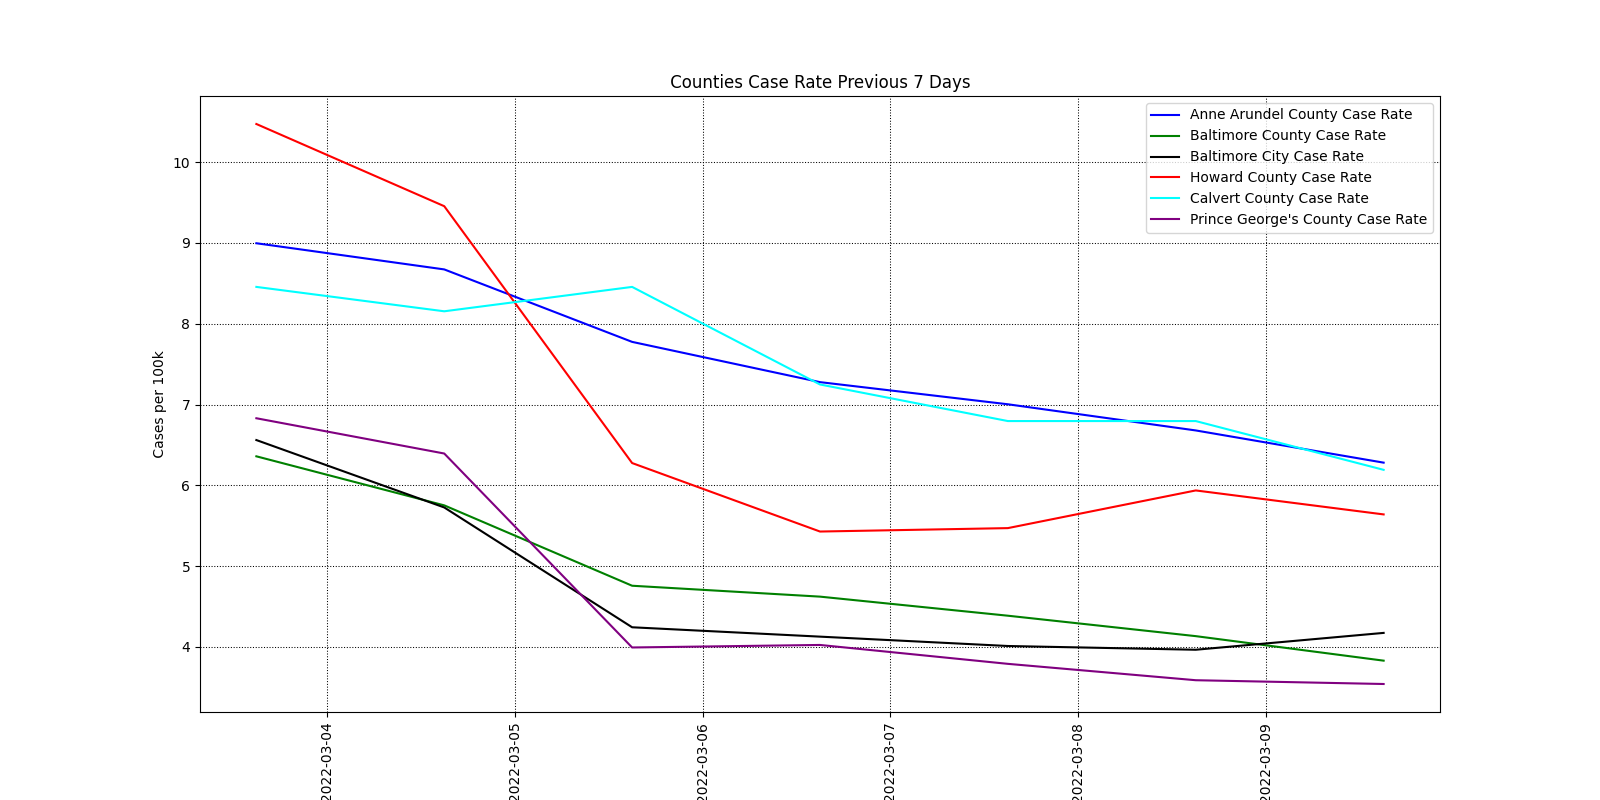 Counties Case Rate Previous 7 Days
Anne Arundel County Case Rate
Baltimore County Case Rate
Baltimore City Case Rate
Howard County Case Rate
Calvert County Case Rate
Prince George's County Case Rate
Cases per 100k
10
9
8
7
6
5
4
2022-03-04
2022-03-05
2022-03-06
2022-03-07
2022-03-08
2022-03-09